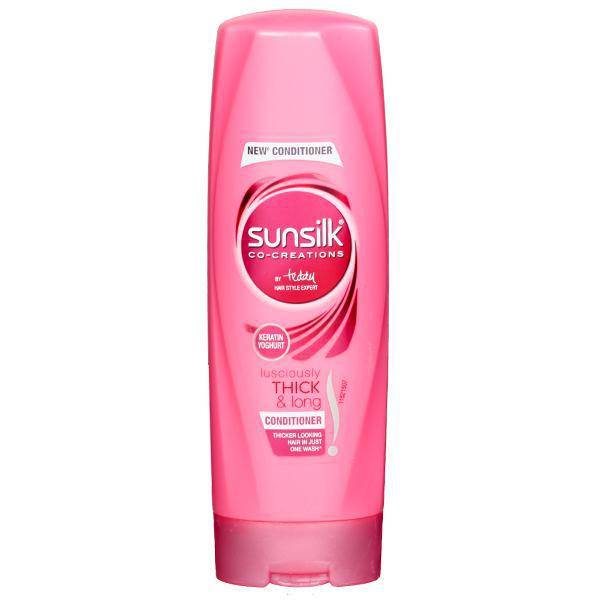 NEW* CONDITIONER
sunsilk
CO-CREATIONS
BY teddy
HAIR STYLE EXPERT
KERATIN
YOGHURT
lusciously
THICK
& long
CONDITIONER
THICKER LOOKING
HAIR IN JUST
ONE WASH*